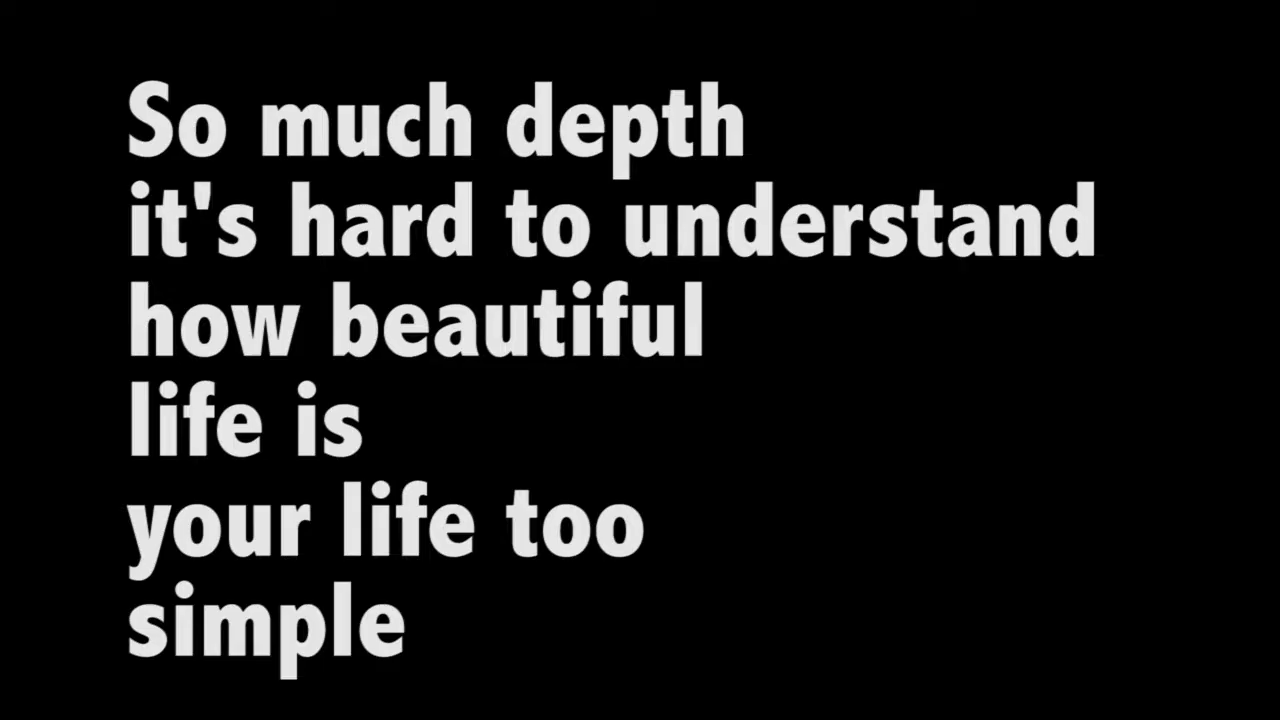 So much depth
it's hard to understand
how beautiful
life is
your life too
simple